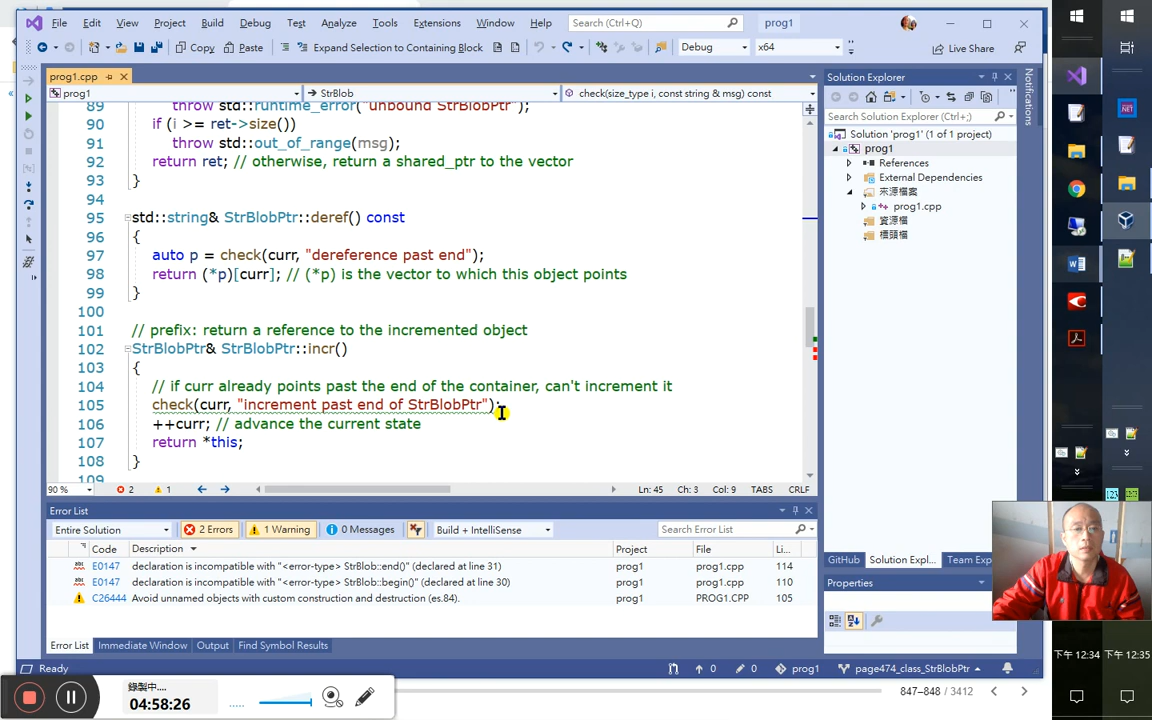 File Edit View Project Build Debug Test Analyze Tools Extensions Window Help Search (Ctrl+Q) prog1
Copy Paste Expand Selection to Containing Block Debug x64 Live Share
prog1.cpp
prog1 StrBlob check(size_type i, const string & msg) const
89 throw std::runtime_error("unbound StrBlobPtr");
90 if (i >= ret->size())
91 throw std::out_of_range(msg);
92 return ret; // otherwise, return a shared_ptr to the vector
93 }
94
95 std::string& StrBlobPtr::deref() const
96 {
97 auto p = check(curr, "dereference past end");
98 return (*p)[curr]; // (*p) is the vector to which this object points
99 }
100
101 // prefix: return a reference to the incremented object
102 StrBlobPtr& StrBlobPtr::incr()
103 {
104 // if curr already points past the end of the container, can't increment it
105 check(curr, "increment past end of StrBlobPtr");
106 ++curr; // advance the current state
107 return *this;
108 }
109
90 % 2 1 Ln: 45 Ch: 3 Col: 9 TABS CRLF
Solution Explorer
Search Solution Explorer (Ctrl+;)
Solution 'prog1' (1 of 1 project)
prog1
References
External Dependencies
來源檔案
prog1.cpp
資源檔
標頭檔
Notifications
GitHub Solution Expl... Team Exp
Properties
Error List
Entire Solution 2 Errors 1 Warning 0 Messages Build + IntelliSense Search Error List
Code Description Project File Li...
E0147 declaration is incompatible with "<error-type> StrBlob::end()" (declared at line 31) prog1 prog1.cpp 114
E0147 declaration is incompatible with "<error-type> StrBlob::begin()" (declared at line 30) prog1 prog1.cpp 110
C26444 Avoid unnamed objects with custom construction and destruction (es.84). prog1 PROG1.CPP 105
Error List Immediate Window Output Find Symbol Results
Ready 0 0 prog1 page474_class_StrBlobPtr
錄製中....
04:58:26
847–848 / 3412
下午 12:34 下午 12:35